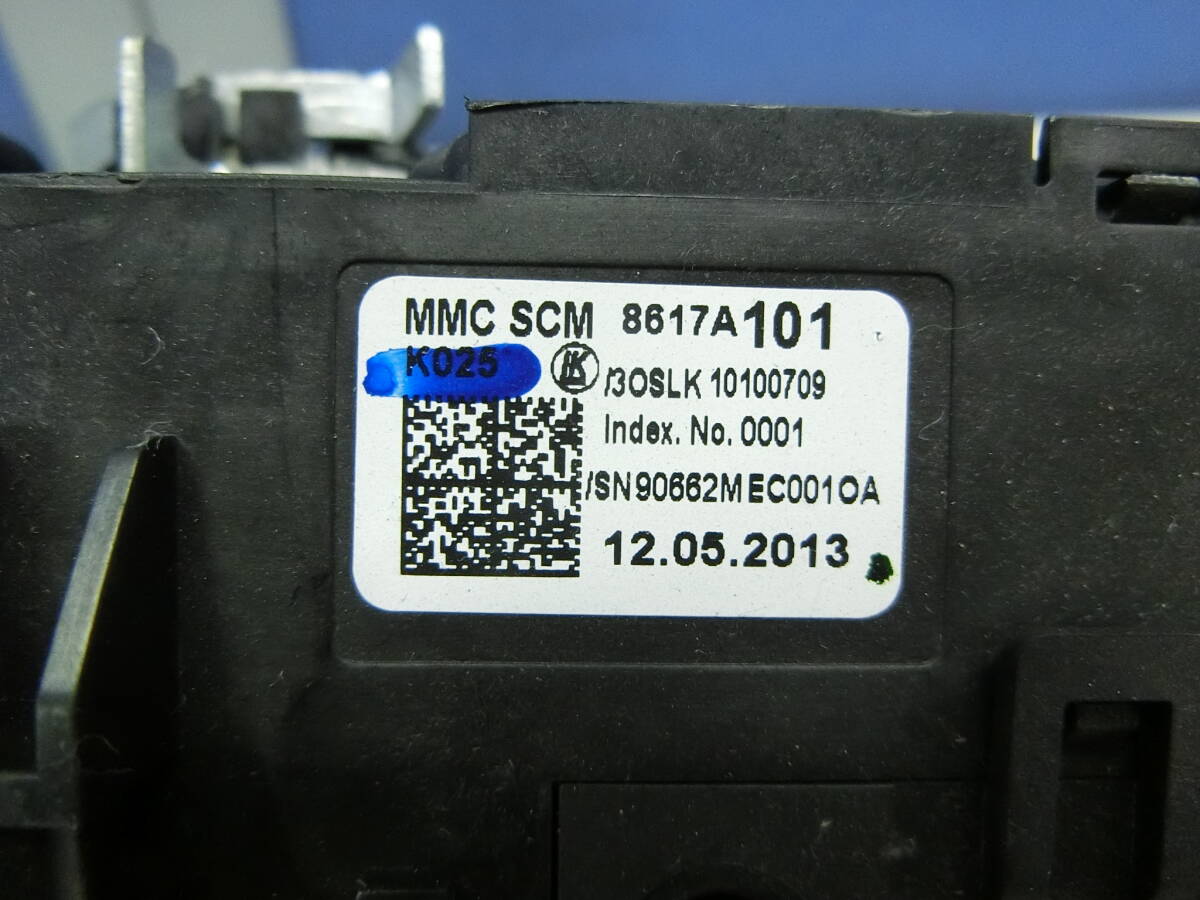 MMC SCM 8617A101
K025
/3OSLK 10100709
Index. No. 0001
/SN90662MEC001OA
12.05.2013